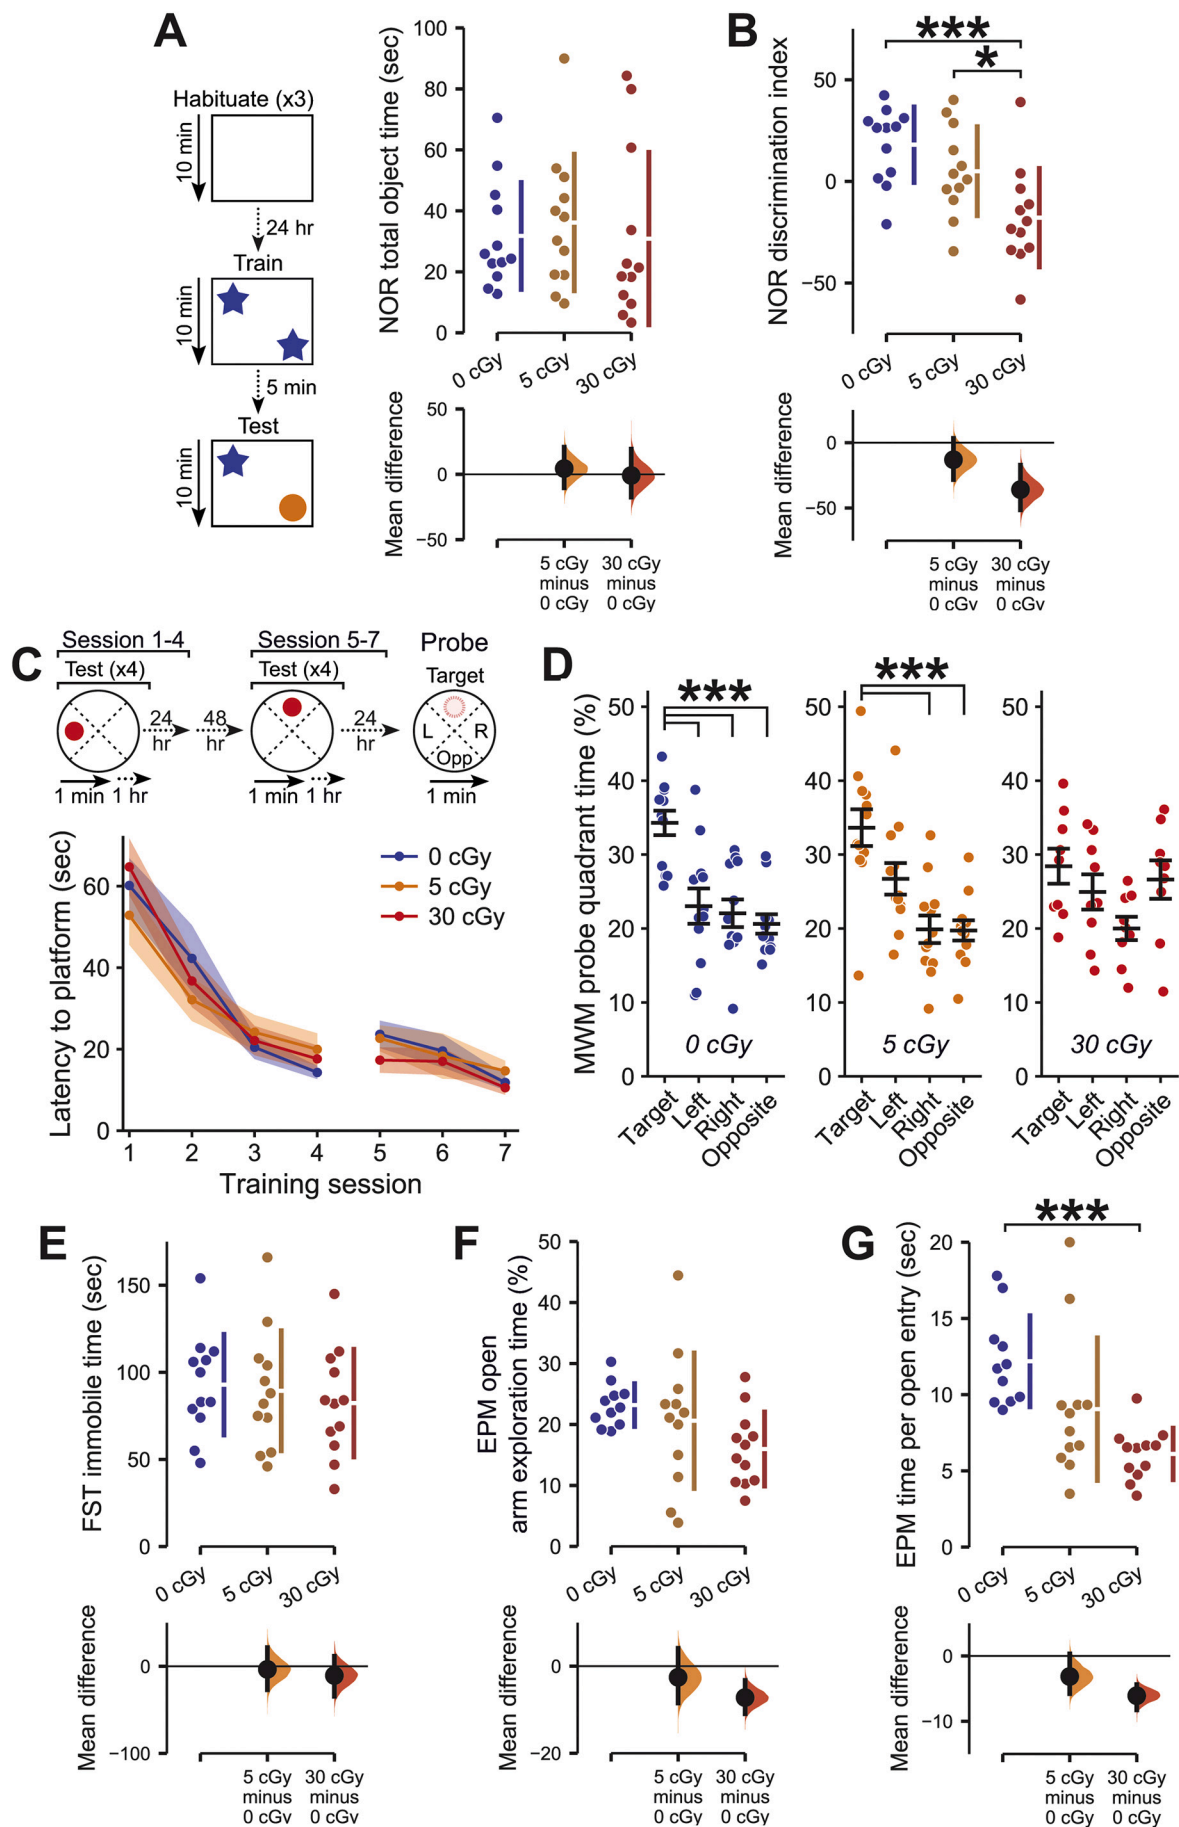 A
Habituate (x3)
10 min
24 hr
Train
10 min
5 min
Test
10 min
NOR total object time (sec)
100
80
60
40
20
0
0 cGy
5 cGy
30 cGy
Mean difference
50
0
−50
5 cGy
minus
0 cGy
30 cGy
minus
0 cGy
B
NOR discrimination index
***
*
50
0
−50
0 cGy
5 cGy
30 cGy
Mean difference
0
−50
5 cGy
minus
0 cGy
30 cGy
minus
0 cGy
C
Session 1-4
Test (x4)
24
hr
48
hr
1 min
1 hr
Session 5-7
Test (x4)
24
hr
1 min
1 hr
Probe
Target
L
R
Opp
1 min
Latency to platform (sec)
60
40
20
0
0 cGy
5 cGy
30 cGy
1
2
3
4
5
6
7
Training session
D
MWM probe quadrant time (%)
***
50
40
30
20
10
0
0 cGy
Target
Left
Right
Opposite
***
50
40
30
20
10
0
5 cGy
Target
Left
Right
Opposite
50
40
30
20
10
0
30 cGy
Target
Left
Right
Opposite
E
FST immobile time (sec)
150
100
50
0
0 cGy
5 cGy
30 cGy
Mean difference
0
−100
5 cGy
minus
0 cGy
30 cGy
minus
0 cGy
F
EPM open
arm exploration time (%)
50
40
30
20
10
0
0 cGy
5 cGy
30 cGy
Mean difference
0
−20
5 cGy
minus
0 cGy
30 cGy
minus
0 cGy
G
EPM time per open entry (sec)
***
20
15
10
5
0
0 cGy
5 cGy
30 cGy
Mean difference
0
−10
5 cGy
minus
0 cGy
30 cGy
minus
0 cGy